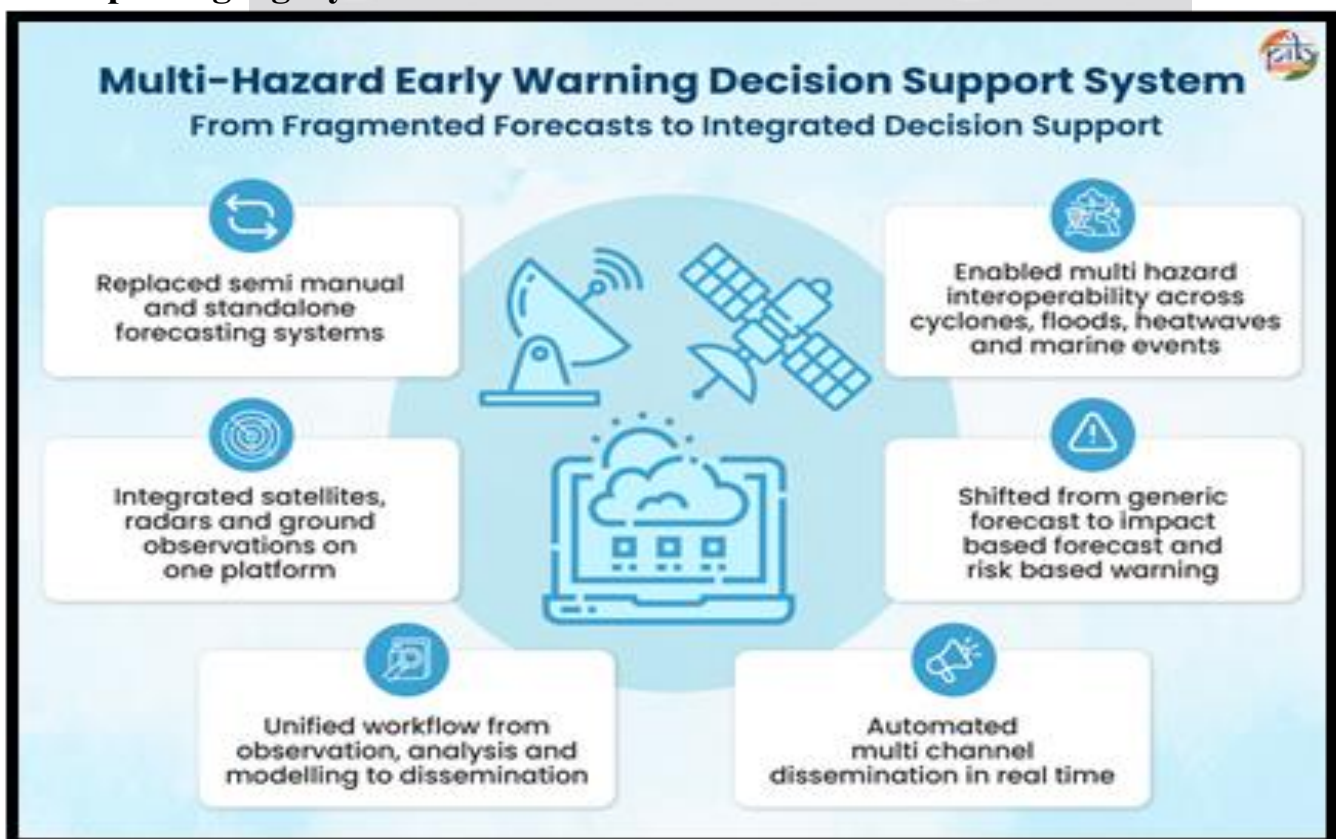 Multi-Hazard Early Warning Decision Support System
From Fragmented Forecasts to Integrated Decision Support
Replaced semi manual
and standalone
forecasting systems
Enabled multi hazard
interoperability across
cyclones, floods, heatwaves
and marine events
Integrated satellites,
radars and ground
observations on
one platform
Shifted from generic
forecast to impact
based forecast and
risk based warning
Unified workflow from
observation, analysis and
modelling to dissemination
Automated
multi channel
dissemination in real time